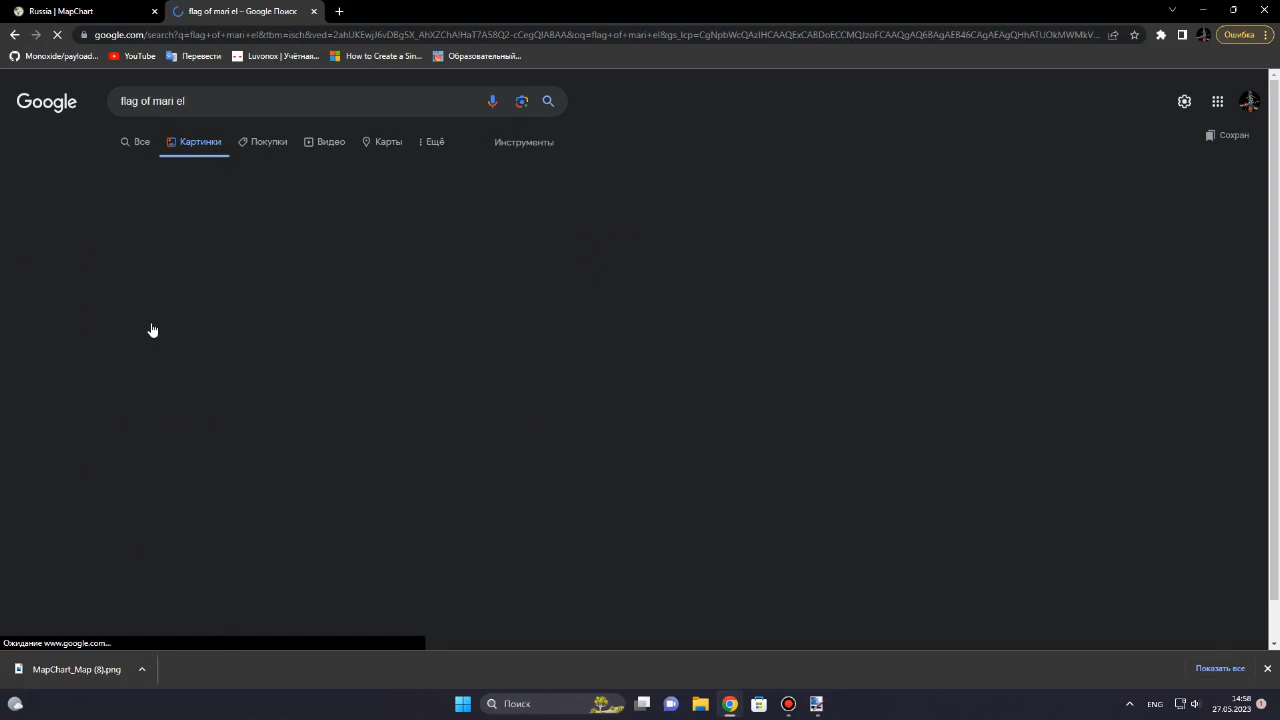 Russia | MapChart
flag of mari el – Google Поиск
google.com/search?q=flag+of+mari+el&tbm=isch&ved=2ahUKEwjJ6vDBg5X_AhXZChAIHaT7A58Q2-cCegQIABAA&oq=flag+of+mari+el&gs_lcp=CgNpbWcQAzIHCAAQExCABDoECCMQJzoFCAAQgAQ6BAgAEB46CAgAEAgQHhATUOkMWMkV...
Ошибка
Monoxide/payload...
YouTube
Перевести
Luvonox | Учётная...
How to Create a Sin...
Образовательный...
Google
flag of mari el
Все
Картинки
Покупки
Видео
Карты
Ещё
Инструменты
Сохран
Ожидание www.google.com...
MapChart_Map (8).png
Показать все
Поиск
ENG
14:58
27.05.2023
1